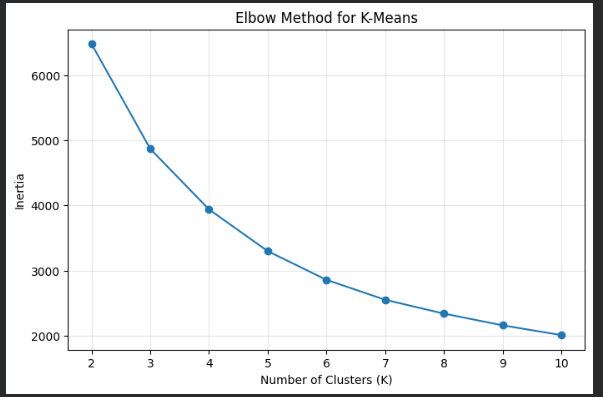 Elbow Method for K-Means
6000
5000
4000
3000
2000
Inertia
2 3 4 5 6 7 8 9 10
Number of Clusters (K)